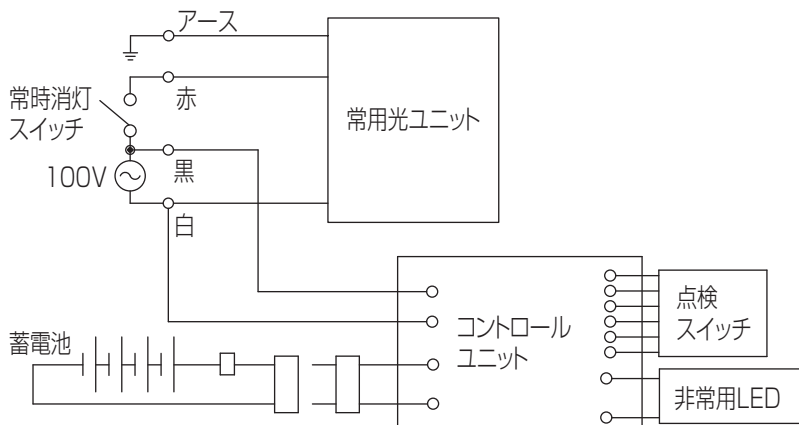 アース
常時消灯
スイッチ
赤
常用光ユニット
100V
黒
白
コントロール
ユニット
点検
スイッチ
蓄電池
非常用LED